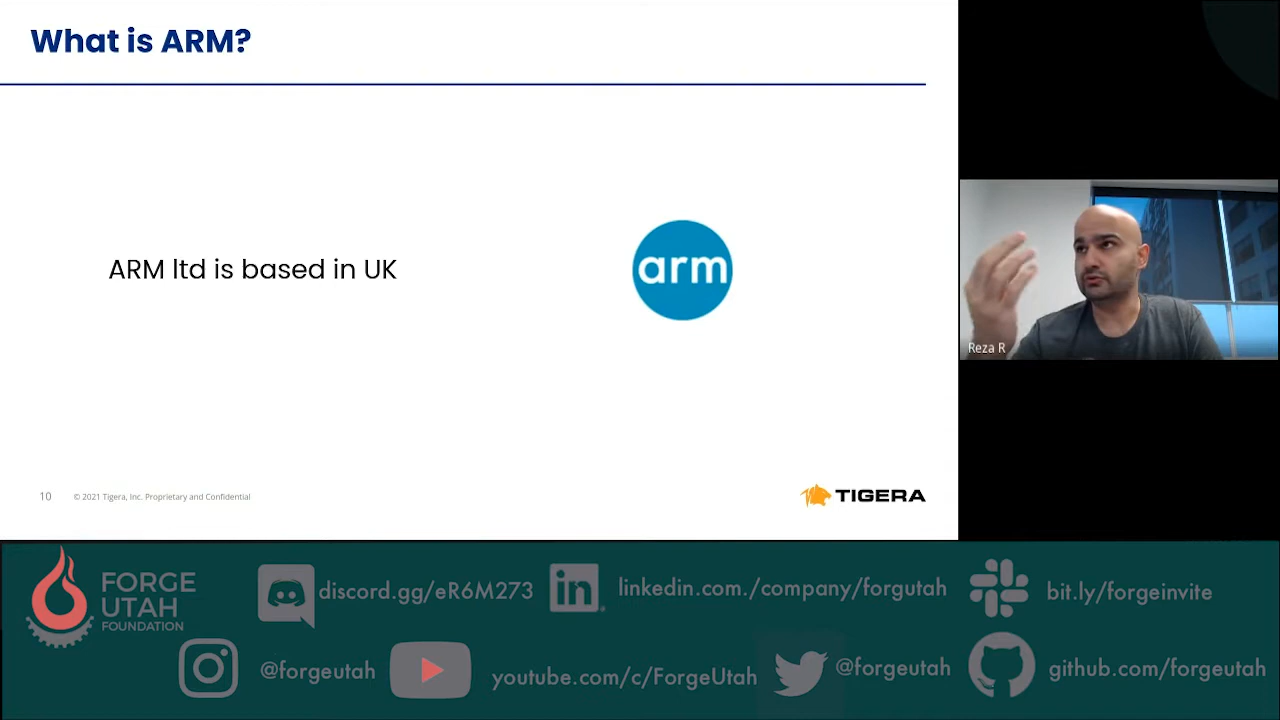 What is ARM?
ARM ltd is based in UK
arm
10
© 2021 Tigera, Inc. Proprietary and Confidential
TIGERA
Reza R
FORGE
UTAH
FOUNDATION
discord.gg/eR6M273
in
linkedin.com./company/forgutah
bit.ly/forgeinvite
@forgeutah
youtube.com/c/ForgeUtah
@forgeutah
github.com/forgeutah